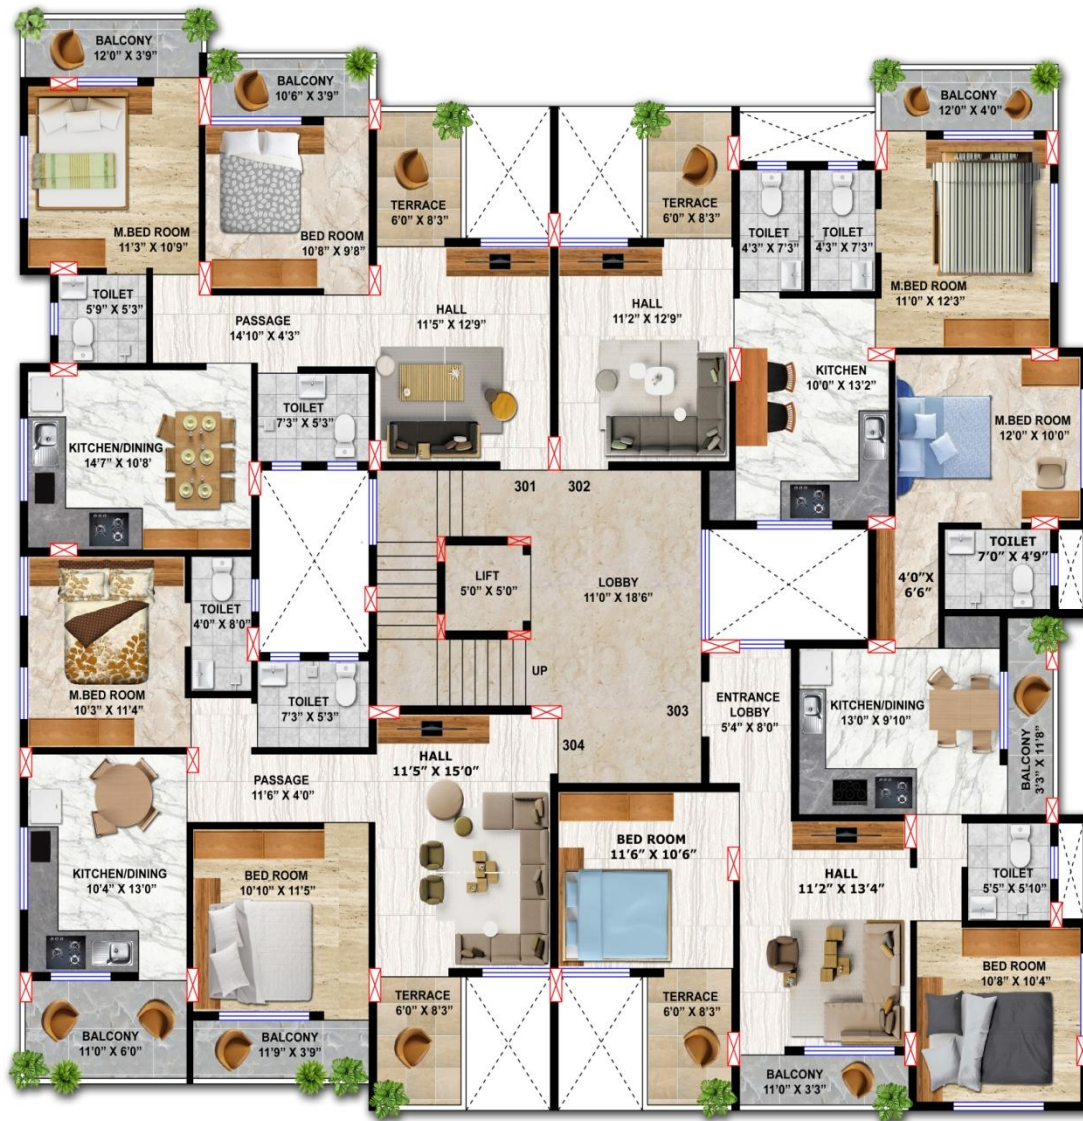 BALCONY
12'0" X 3'9"
BALCONY
10'6" X 3'9"
BALCONY
12'0" X 4'0"
M.BED ROOM
11'3" X 10'9"
BED ROOM
10'8" X 9'8"
TERRACE
6'0" X 8'3"
TERRACE
6'0" X 8'3"
TOILET
4'3" X 7'3"
TOILET
4'3" X 7'3"
M.BED ROOM
11'0" X 12'3"
TOILET
5'9" X 5'3"
PASSAGE
14'10" X 4'3"
HALL
11'5" X 12'9"
HALL
11'2" X 12'9"
KITCHEN
10'0" X 13'2"
TOILET
7'3" X 5'3"
KITCHEN/DINING
14'7" X 10'8'
M.BED ROOM
12'0" X 10'0"
301
302
TOILET
7'0" X 4'9"
LIFT
5'0" X 5'0"
LOBBY
11'0" X 18'6"
4'0"X
6'6"
TOILET
4'0" X 8'0"
M.BED ROOM
10'3" X 11'4"
UP
TOILET
7'3" X 5'3"
303
304
ENTRANCE
LOBBY
5'4" X 8'0"
KITCHEN/DINING
13'0" X 9'10"
BALCONY
3'3" X 11'8"
HALL
11'5" X 15'0"
PASSAGE
11'6" X 4'0"
BED ROOM
11'6" X 10'6"
KITCHEN/DINING
10'4" X 13'0"
BED ROOM
10'10" X 11'5"
HALL
11'2" X 13'4"
TOILET
5'5" X 5'10"
BED ROOM
10'8" X 10'4"
TERRACE
6'0" X 8'3"
TERRACE
6'0" X 8'3"
BALCONY
11'0" X 6'0"
BALCONY
11'9" X 3'9"
BALCONY
11'0" X 3'3"